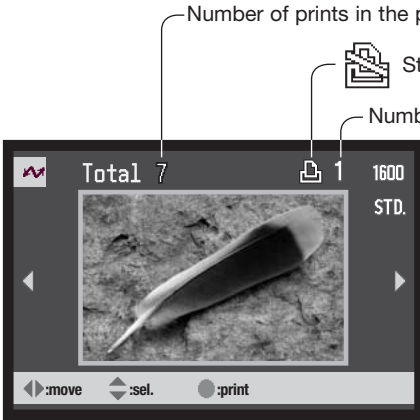 Number of prints in the p
St
Numb
Total 7
1
1600
STD.
:move :sel. :print